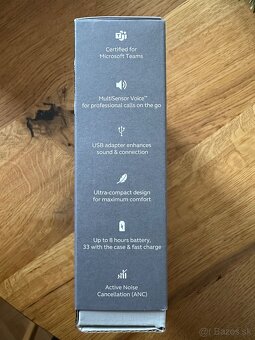 Certified for
Microsoft Teams
MultiSensor Voice™
for professional calls on the go
USB adapter enhances
sound & connection
Ultra-compact design
for maximum comfort
Up to 8 hours battery,
33 with the case & fast charge
Active Noise
Cancellation (ANC)
Bazoš.sk